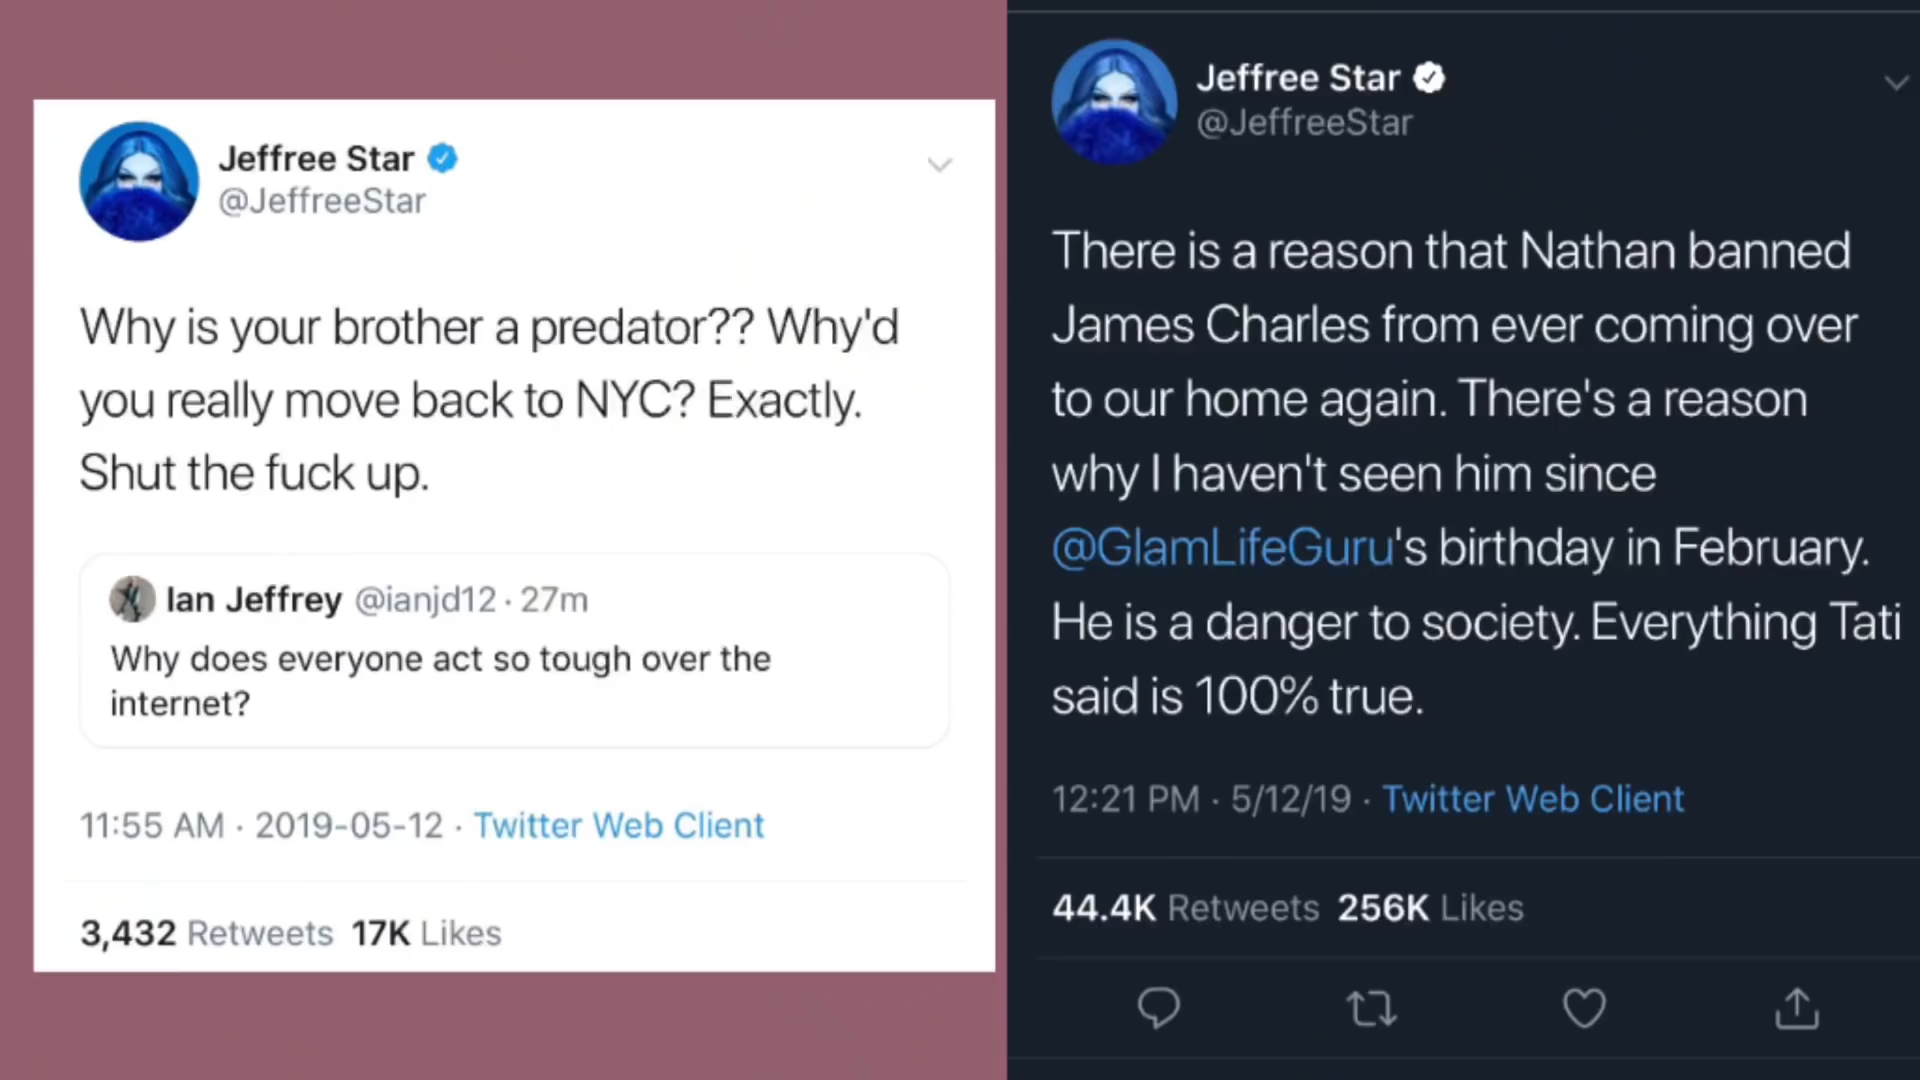 Jeffree Star
@JeffreeStar
Why is your brother a predator?? Why'd
you really move back to NYC? Exactly.
Shut the fuck up.
Ian Jeffrey @ianjd12 · 27m
Why does everyone act so tough over the
internet?
11:55 AM · 2019-05-12 · Twitter Web Client
3,432 Retweets 17K Likes
Jeffree Star
@JeffreeStar
There is a reason that Nathan banned
James Charles from ever coming over
to our home again. There's a reason
why I haven't seen him since
@GlamLifeGuru's birthday in February.
He is a danger to society. Everything Tati
said is 100% true.
12:21 PM · 5/12/19 · Twitter Web Client
44.4K Retweets 256K Likes